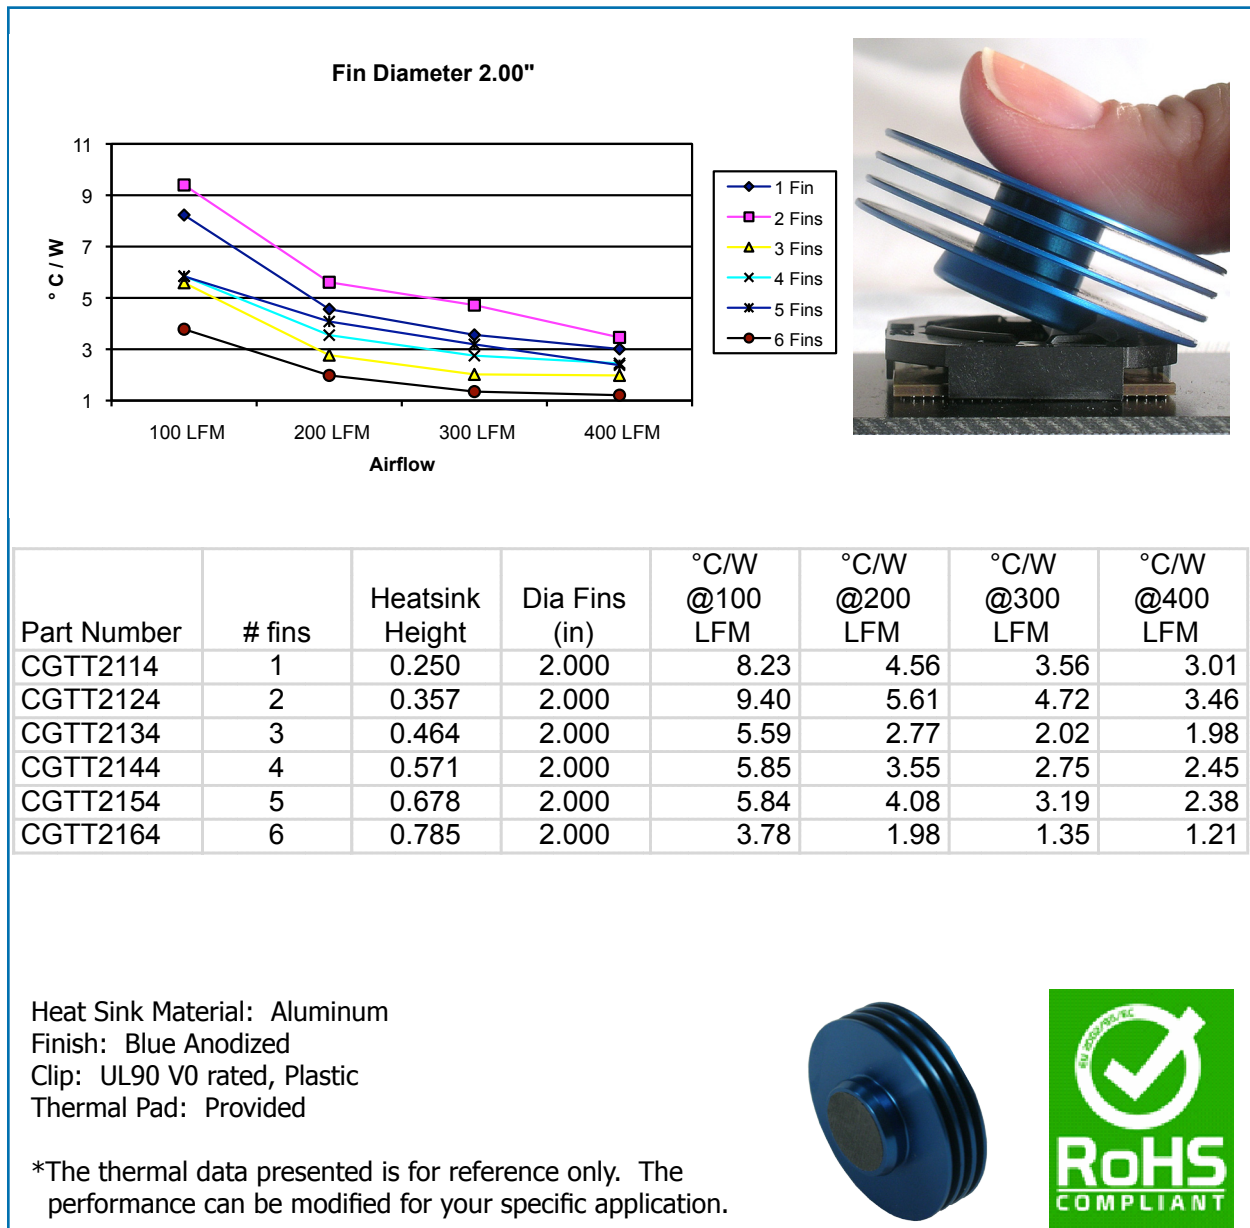 Fin Diameter 2.00"
11
9
7
5
3
1
° C / W
100 LFM 200 LFM 300 LFM 400 LFM
Airflow
1 Fin
2 Fins
3 Fins
4 Fins
5 Fins
6 Fins
Part Number # fins Heatsink Height Dia Fins (in) °C/W @100 LFM °C/W @200 LFM °C/W @300 LFM °C/W @400 LFM
CGTT2114 1 0.250 2.000 8.23 4.56 3.56 3.01
CGTT2124 2 0.357 2.000 9.40 5.61 4.72 3.46
CGTT2134 3 0.464 2.000 5.59 2.77 2.02 1.98
CGTT2144 4 0.571 2.000 5.85 3.55 2.75 2.45
CGTT2154 5 0.678 2.000 5.84 4.08 3.19 2.38
CGTT2164 6 0.785 2.000 3.78 1.98 1.35 1.21
Heat Sink Material: Aluminum
Finish: Blue Anodized
Clip: UL90 V0 rated, Plastic
Thermal Pad: Provided
*The thermal data presented is for reference only. The
performance can be modified for your specific application.
EU 2002/95/EC
RoHS
COMPLIANT